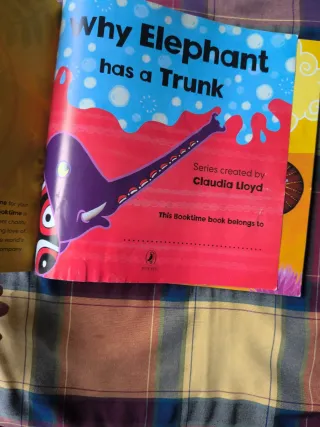 Why Elephant
has a Trunk
Series created by
Claudia Lloyd
This Booktime book belongs to